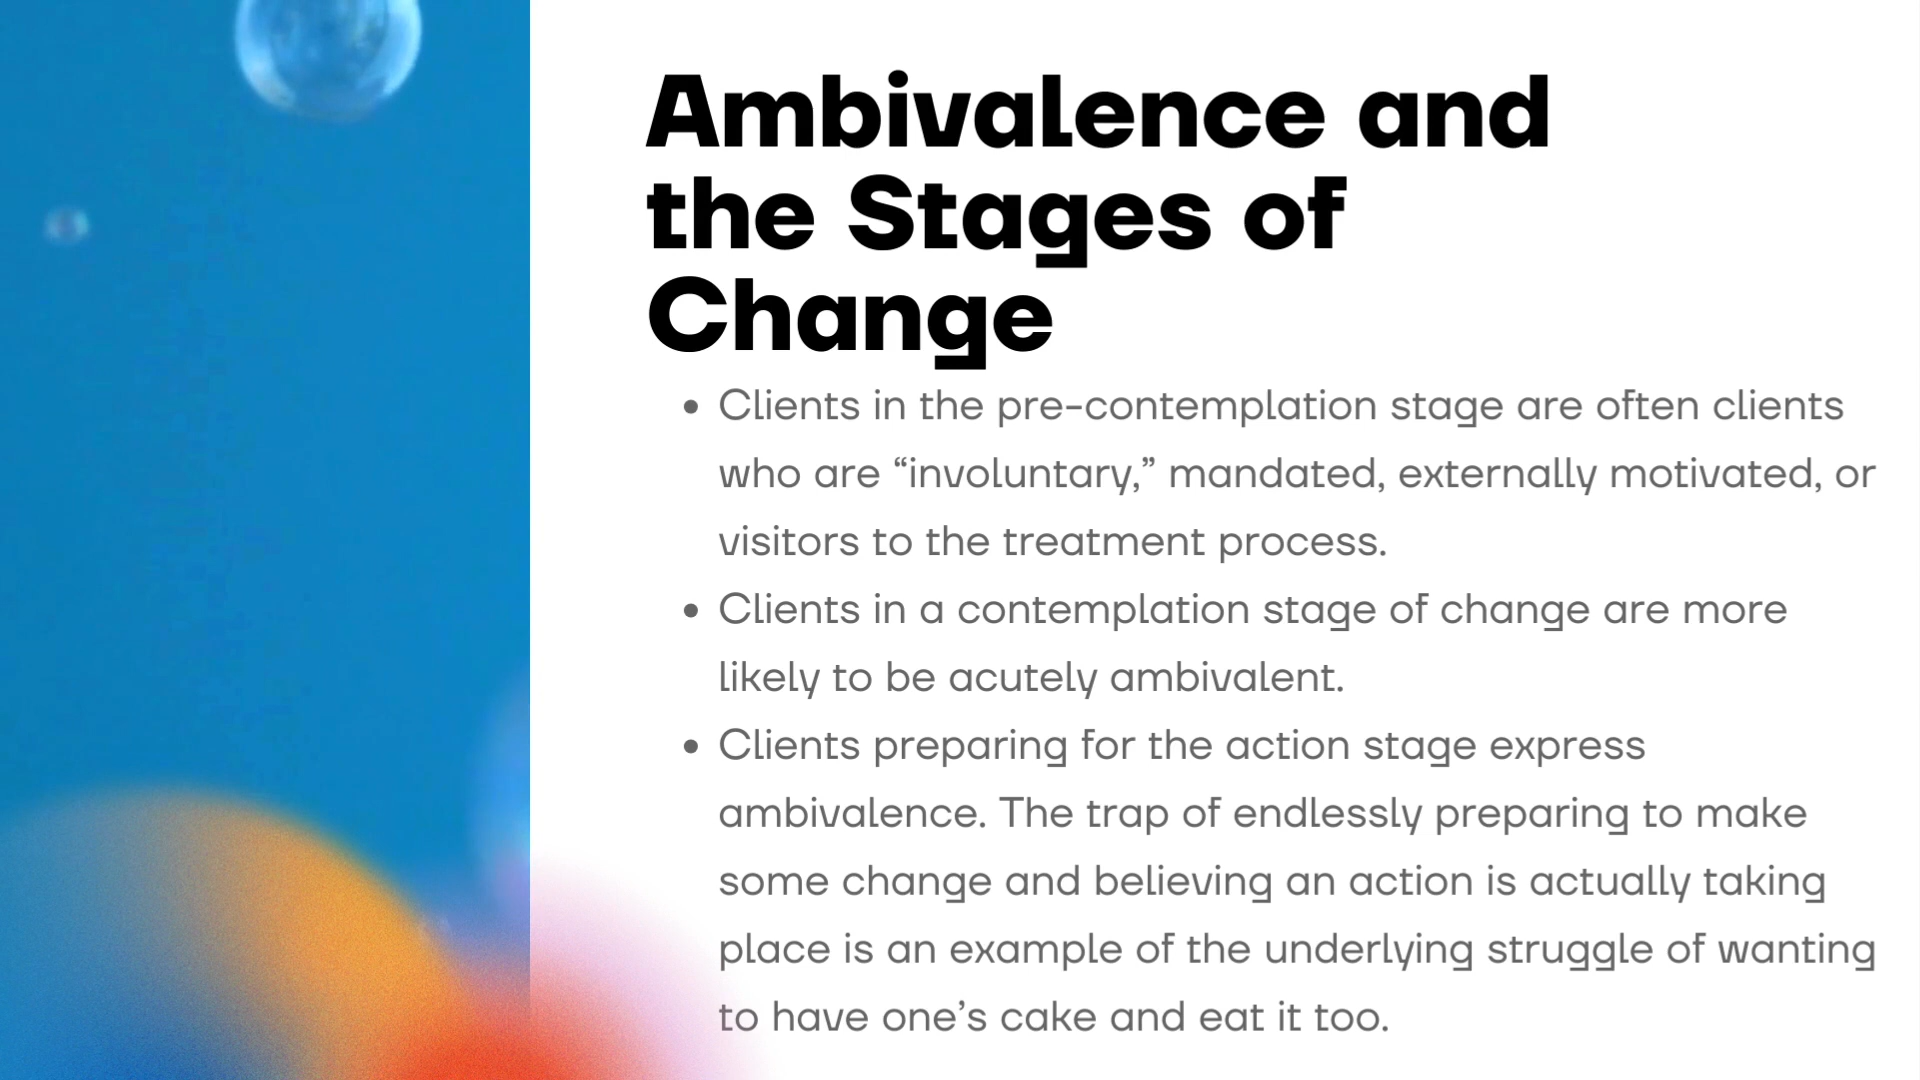 Ambivalence and
the Stages of
Change
• Clients in the pre-contemplation stage are often clients
who are “involuntary,” mandated, externally motivated, or
visitors to the treatment process.
• Clients in a contemplation stage of change are more
likely to be acutely ambivalent.
• Clients preparing for the action stage express
ambivalence. The trap of endlessly preparing to make
some change and believing an action is actually taking
place is an example of the underlying struggle of wanting
to have one’s cake and eat it too.